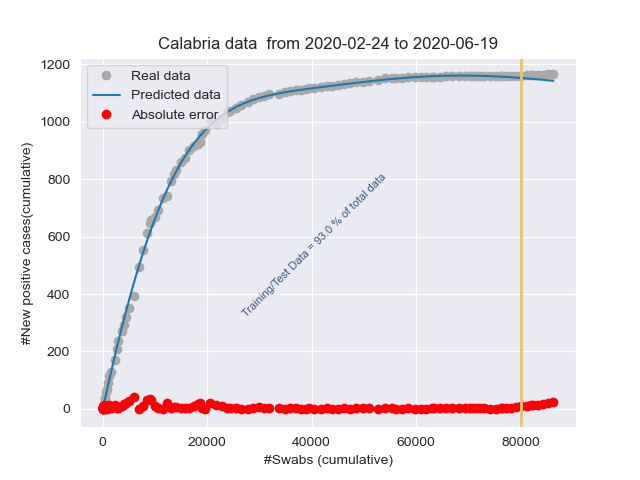 Calabria data  from 2020-02-24 to 2020-06-19
Real data
Predicted data
Absolute error
Training/Test Data = 93.0 % of total data
#New positive cases(cumulative)
1200
1000
800
600
400
200
0
0
20000
40000
60000
80000
#Swabs (cumulative)